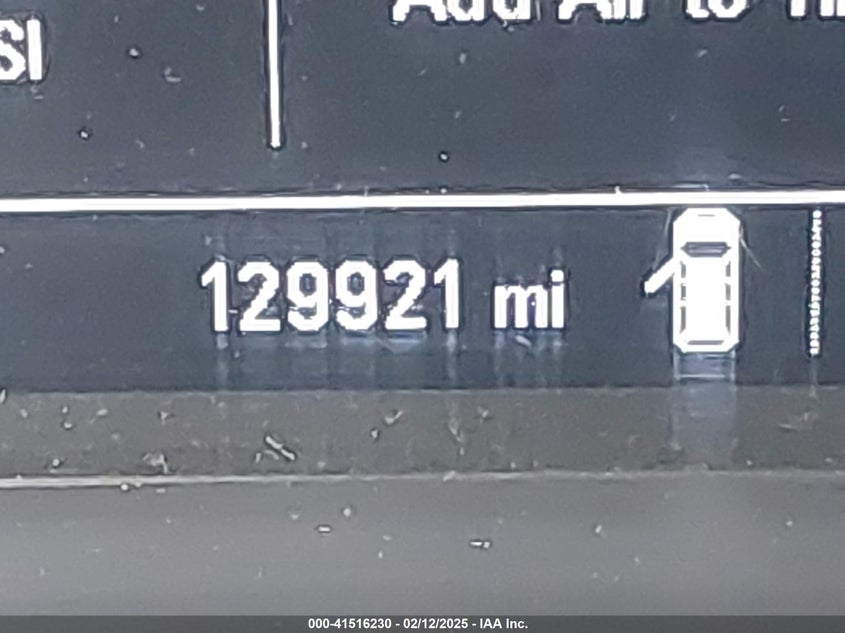 SI
Add Air to Ti
129921 mi
000-41516230 - 02/12/2025 - IAA Inc.